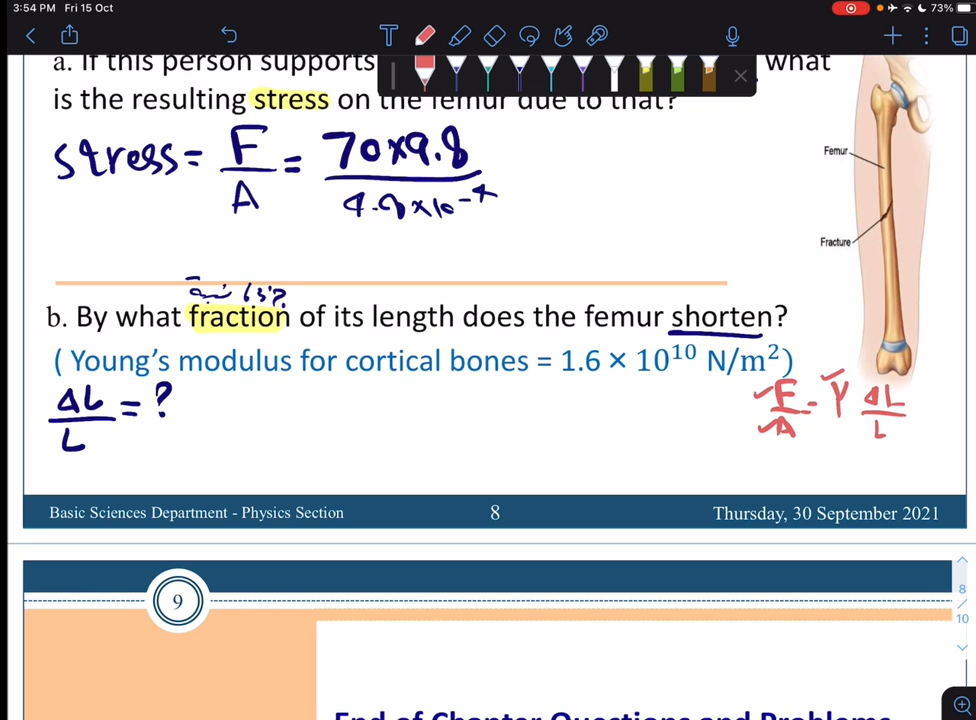 3:54 PM Fri 15 Oct
73%
a. If this person supports
what
is the resulting stress on the femur due to that?
stress = F/A = 70×9.8 / 4.8×10⁻⁴
Femur
Fracture
b. By what fraction of its length does the femur shorten?
( Young's modulus for cortical bones = 1.6 × 10¹⁰ N/m²)
ΔL/L = ?
F/A = Y ΔL/L
Basic Sciences Department - Physics Section
8
Thursday, 30 September 2021
9
8
/
10
End of Chapter Questions and Problems